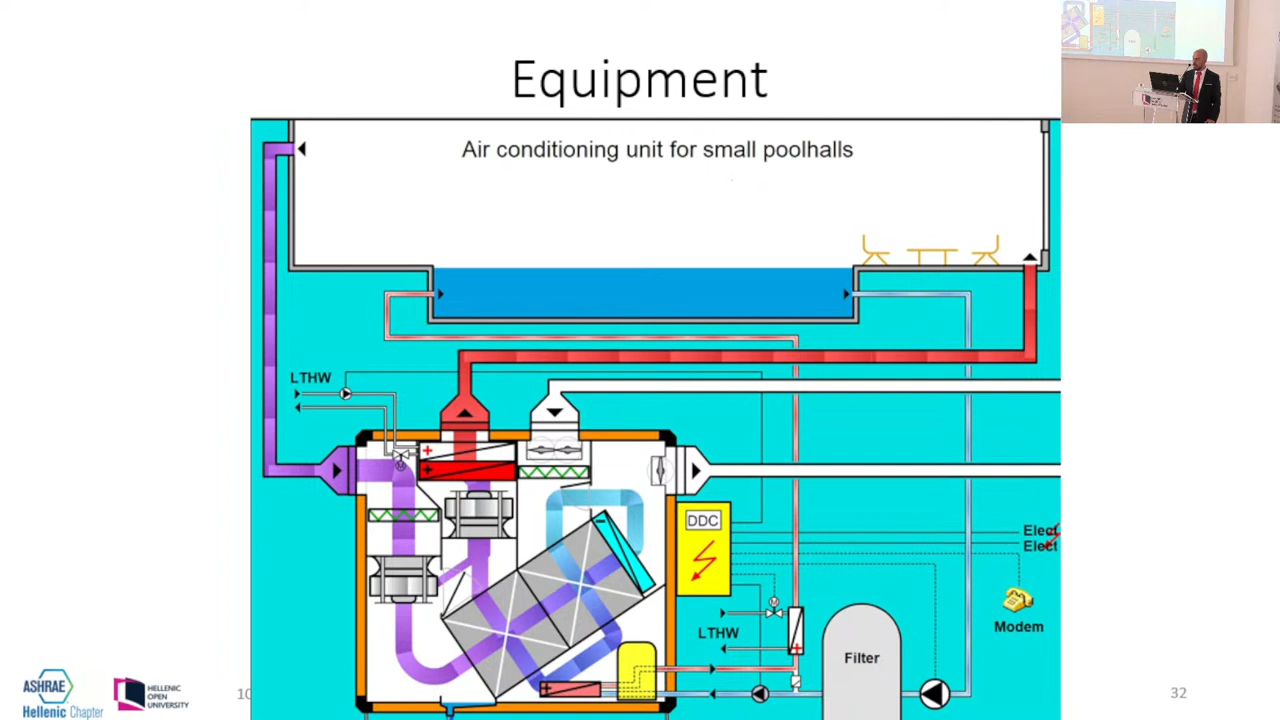 Equipment
Air conditioning unit for small poolhalls
LTHW
DDC
Elect
Elect
Modem
LTHW
Filter
ASHRAE
Hellenic Chapter
HELLENIC
OPEN
UNIVERSITY
10
32